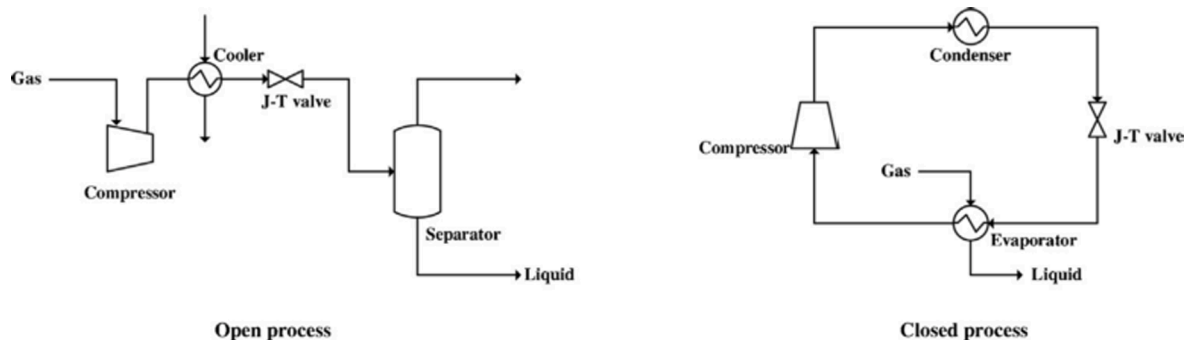 Cooler
Gas
J-T valve
Compressor
Separator
Liquid
Open process
Condenser
Compressor
J-T valve
Gas
Evaporator
Liquid
Closed process